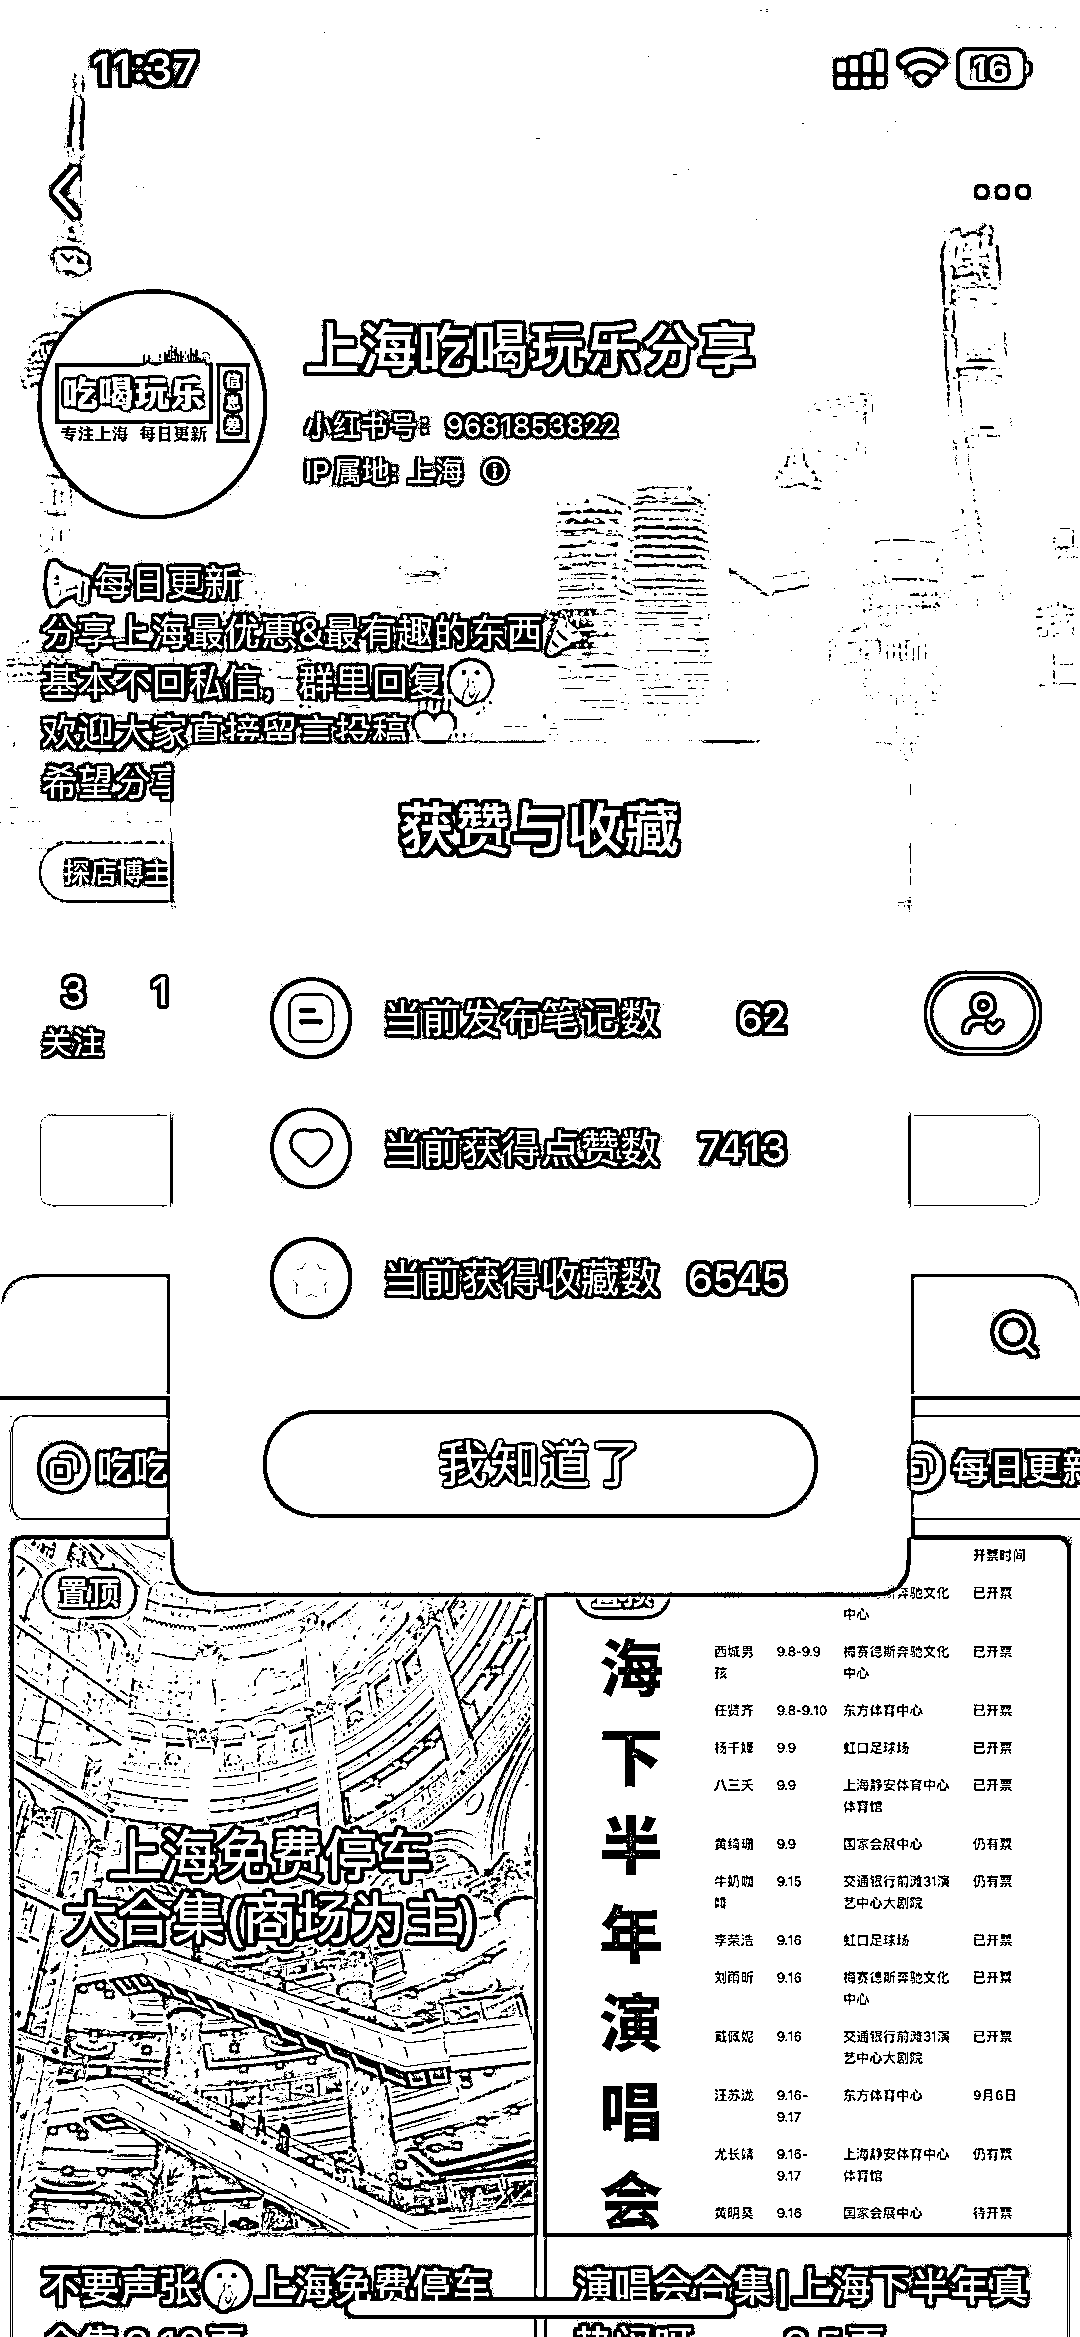 11:37
16
上海吃喝玩乐分享
吃喝玩乐
信息差
专注上海 每日更新
小红书号：9681853822
IP属地：上海
每日更新
分享上海最优惠&最有趣的东西
基本不回私信，群里回复
欢迎大家直接留言投稿
希望分享
探店博主
获赞与收藏
3 1
关注
当前发布笔记数 62
当前获得点赞数 7413
当前获得收藏数 6545
我知道了
吃吃
每日更新
置顶
上海免费停车
大合集(商场为主)
海下半年演唱会
开票时间
奔驰文化中心 已开票
西城男孩 9.8-9.9 梅赛德斯奔驰文化中心 已开票
任贤齐 9.8-9.10 东方体育中心 已开票
杨千嬅 9.9 虹口足球场 已开票
八三夭 9.9 上海静安体育中心体育馆 已开票
黄绮珊 9.9 国家会展中心 仍有票
牛奶咖啡 9.15 交通银行前滩31演艺中心大剧院 仍有票
李荣浩 9.16 虹口足球场 已开票
刘雨昕 9.16 梅赛德斯奔驰文化中心 已开票
戴佩妮 9.16 交通银行前滩31演艺中心大剧院 已开票
汪苏泷 9.16-9.17 东方体育中心 9月6日
尤长靖 9.16-9.17 上海静安体育中心体育馆 仍有票
黄明昊 9.16 国家会展中心 待开票
不要声张上海免费停车
演唱会合集|上海下半年真